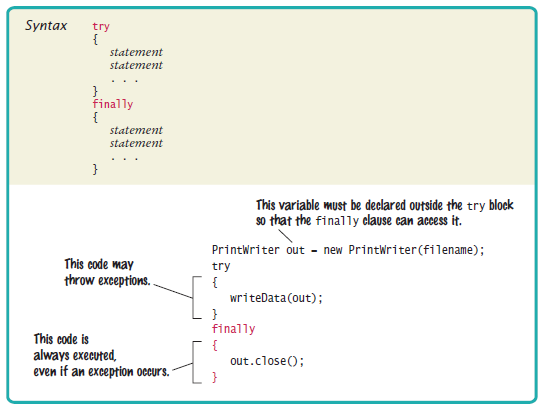 Syntax try
{
statement
statement
. . .
}
finally
{
statement
statement
. . .
}
This variable must be declared outside the try block
so that the finally clause can access it.
PrintWriter out = new PrintWriter(filename);
try
This code may
throw exceptions.
{
writeData(out);
}
finally
This code is
always executed,
even if an exception occurs.
{
out.close();
}